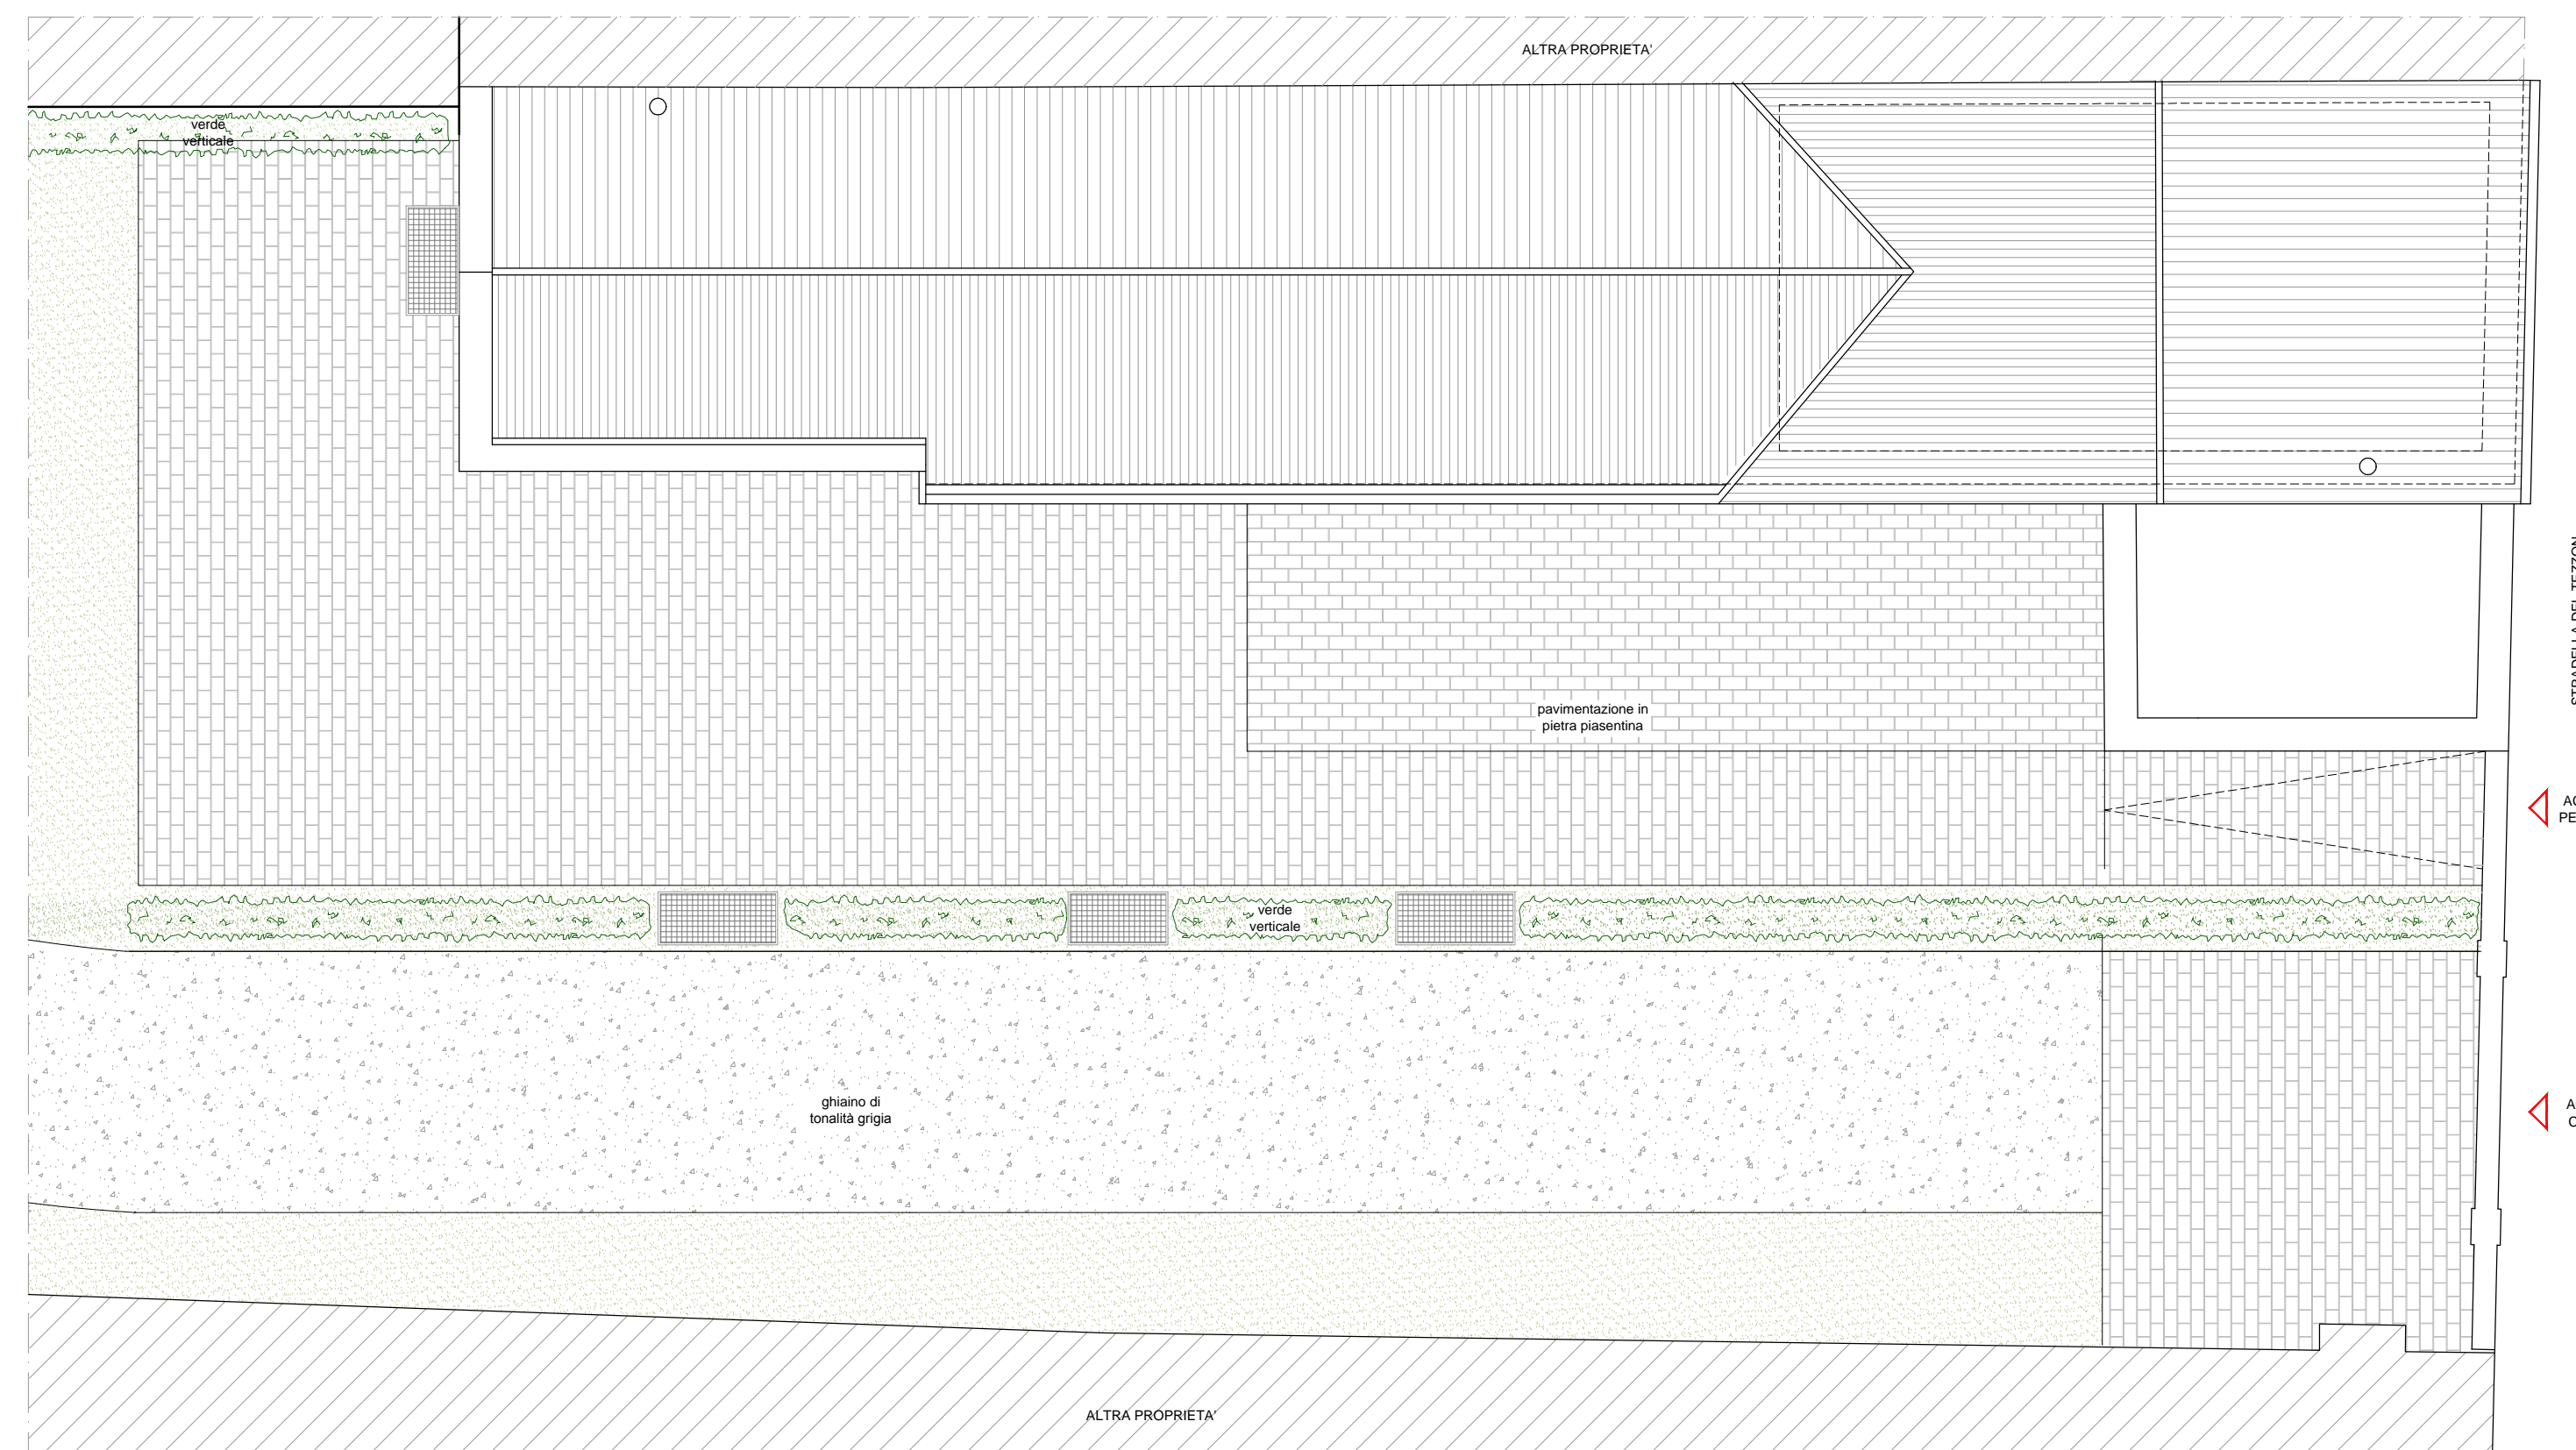 ALTRA PROPRIETA'
verde
verticale
pavimentazione in
pietra piasentina
verde
verticale
ghiaino di
tonalità grigia
ALTRA PROPRIETA'